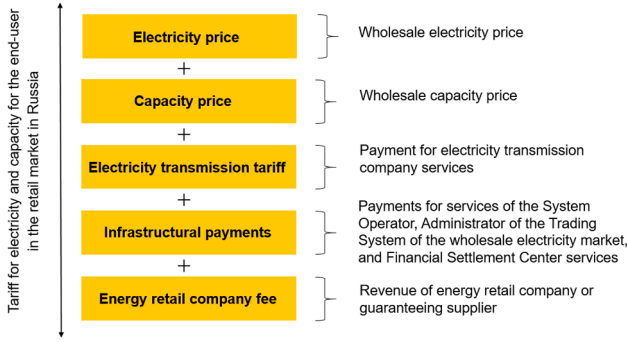 Tariff for electricity and capacity for the end-user
in the retail market in Russia
Electricity price
Wholesale electricity price
+
Capacity price
Wholesale capacity price
+
Electricity transmission tariff
Payment for electricity transmission
company services
+
Infrastructural payments
Payments for services of the System
Operator, Administrator of the Trading
System of the wholesale electricity market,
and Financial Settlement Center services
+
Energy retail company fee
Revenue of energy retail company or
guaranteeing supplier